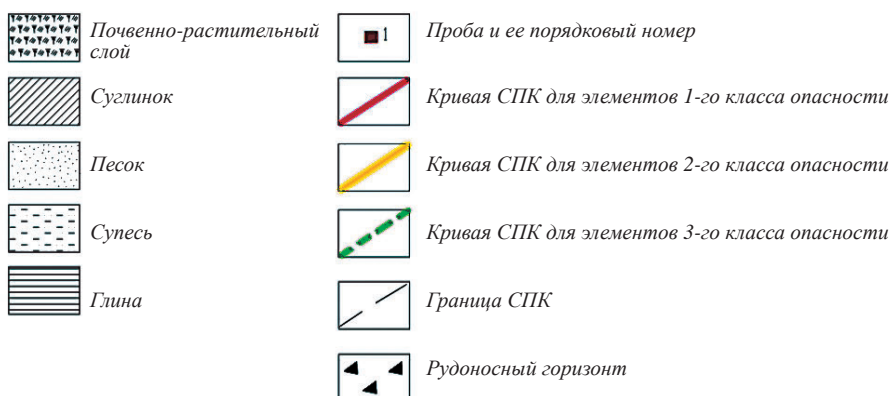 Почвенно-растительный
слой
Суглинок
Песок
Супесь
Глина
1
Проба и ее порядковый номер
Кривая СПК для элементов 1-го класса опасности
Кривая СПК для элементов 2-го класса опасности
Кривая СПК для элементов 3-го класса опасности
Граница СПК
Рудоносный горизонт